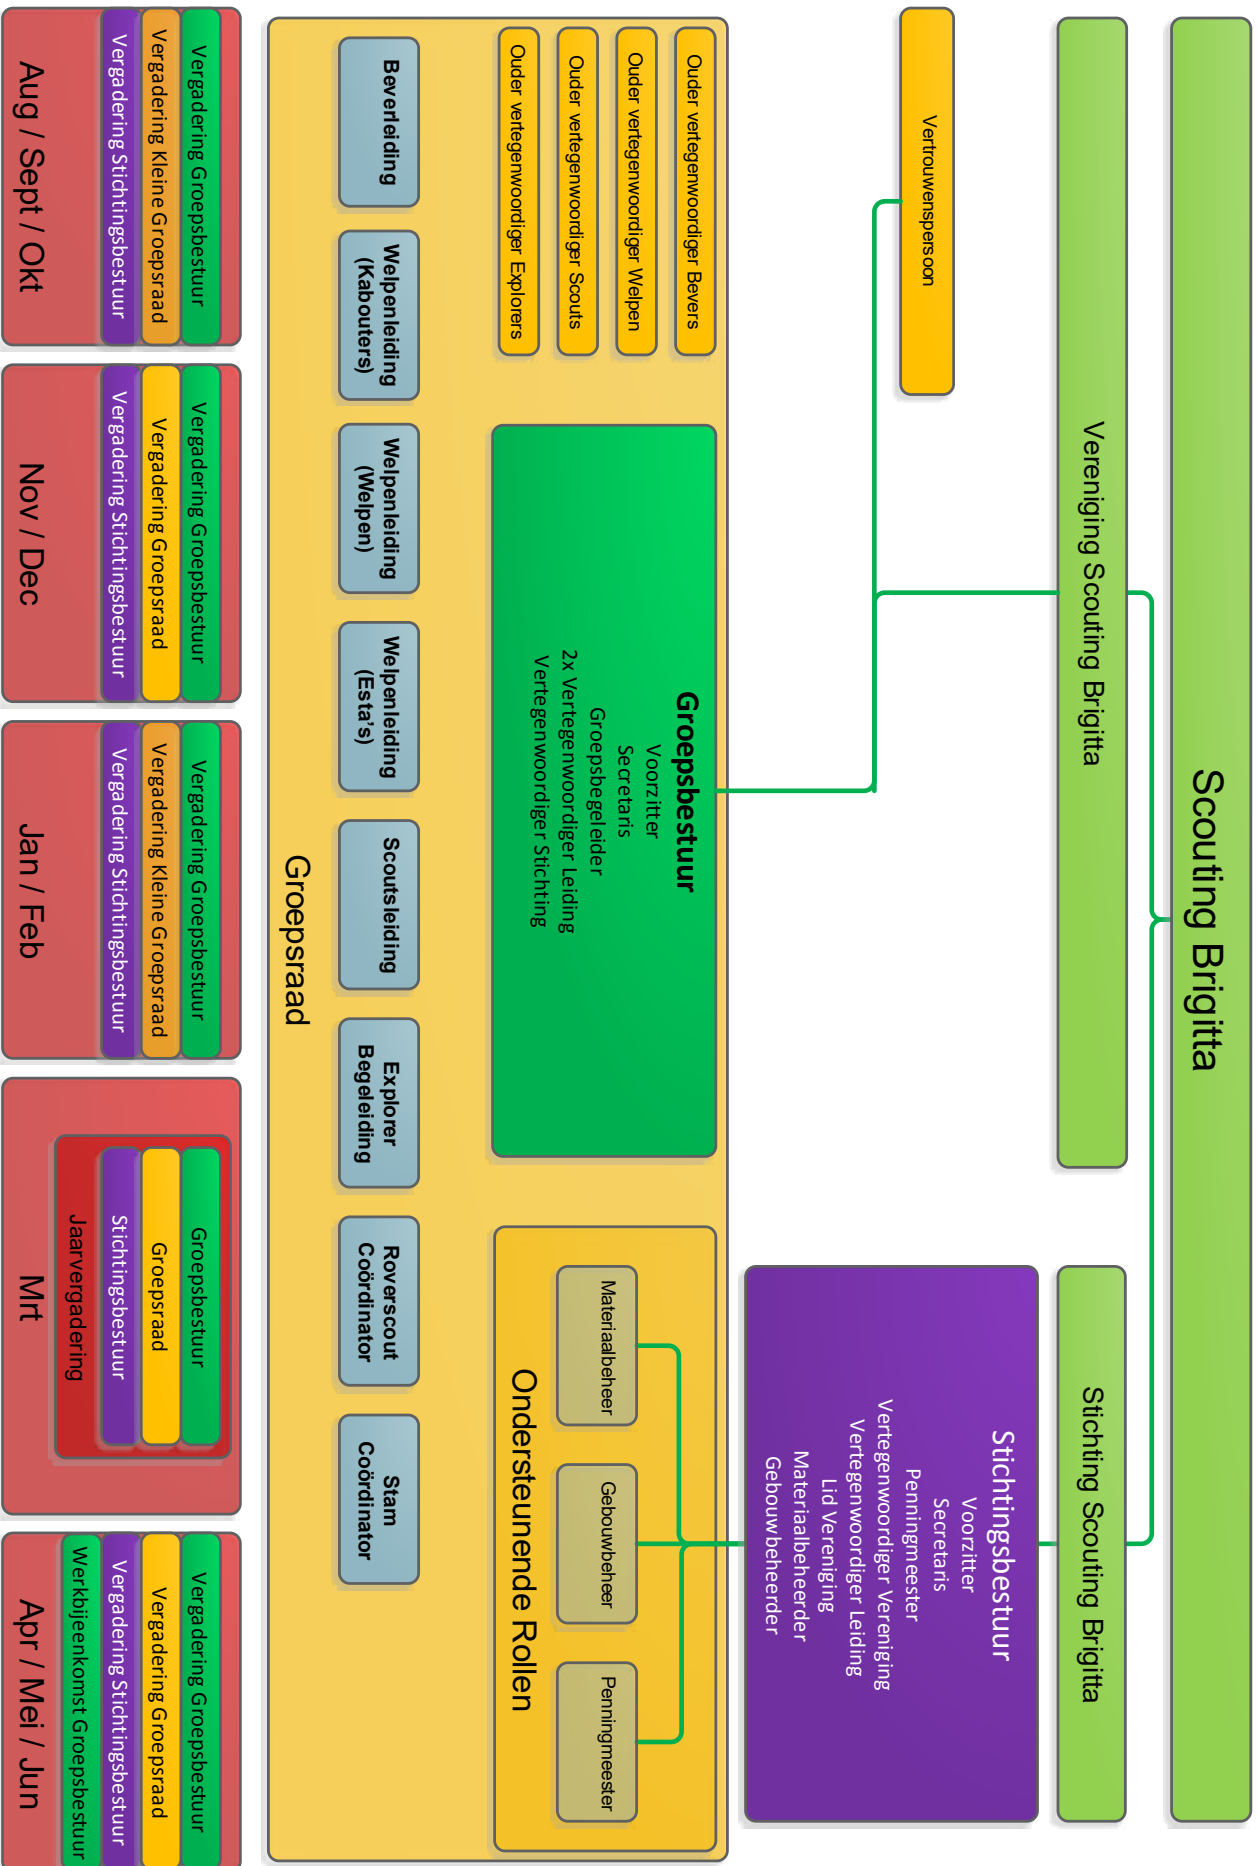 Scouting Brigitta
Vereniging Scouting Brigitta
Stichting Scouting Brigitta
Vertrouwenspersoon
Stichtingsbestuur
Voorzitter
Secretaris
Penningmeester
Vertegenwoordiger Vereniging
Vertegenwoordiger Leiding
Lid Vereniging
Materiaalbeheerder
Gebouwbeheerder
Ouder vertegenwoordiger Bevers
Ouder vertegenwoordiger Welpen
Ouder vertegenwoordiger Scouts
Ouder vertegenwoordiger Explorers
Groepsbestuur
Voorzitter
Secretaris
Groepsbegeleider
2x Vertegenwoordiger Leiding
Vertegenwoordiger Stichting
Materiaalbeheer
Gebouwbeheer
Penningmeester
Ondersteunende Rollen
Beverleiding
Welpenleiding
(Kabouters)
Welpenleiding
(Welpen)
Welpenleiding
(Esta's)
Scoutsleiding
Explorer
Begeleiding
Roverscout
Coördinator
Stam
Coördinator
Groepsraad
Vergadering Groepsbestuur
Vergadering Kleine Groepsraad
Vergadering Stichtingsbestuur
Aug / Sept / Okt
Vergadering Groepsbestuur
Vergadering Groepsraad
Vergadering Stichtingsbestuur
Nov / Dec
Vergadering Groepsbestuur
Vergadering Kleine Groepsraad
Vergadering Stichtingsbestuur
Jan / Feb
Groepsbestuur
Groepsraad
Stichtingsbestuur
Jaarvergadering
Mrt
Vergadering Groepsbestuur
Vergadering Groepsraad
Vergadering Stichtingsbestuur
Werkbijeenkomst Groepsbestuur
Apr / Mei / Jun